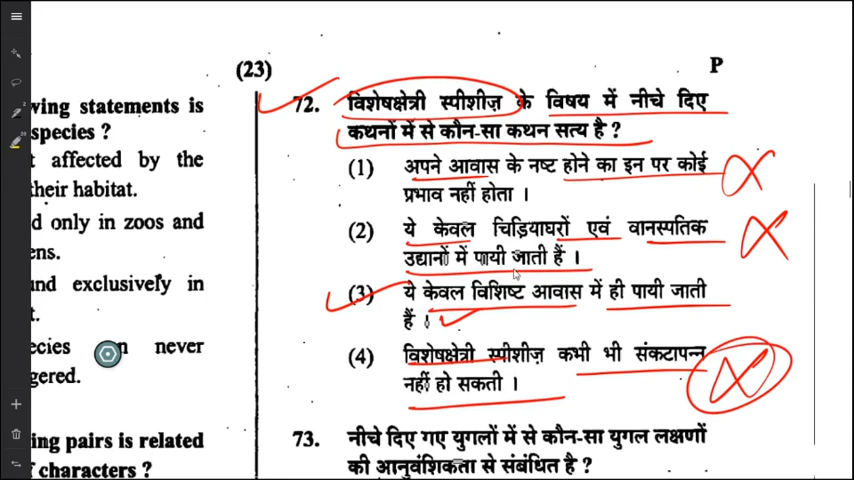 (23)
P
wing statements is
species ?
t affected by the
their habitat.
d only in zoos and
ens.
und exclusively in
t.
ecies n never
gered.
ing pairs is related
f characters ?
72. विशेषक्षेत्री स्पीशीज़ के विषय में नीचे दिए
कथनों में से कौन-सा कथन सत्य है ?
(1) अपने आवास के नष्ट होने का इन पर कोई
प्रभाव नहीं होता ।
(2) ये केवल चिड़ियाघरों एवं वानस्पतिक
उद्यानों में पायी जाती हैं ।
(3) ये केवल विशिष्ट आवास में ही पायी जाती
हैं ।
(4) विशेषक्षेत्री स्पीशीज़ कभी भी संकटापन्न
नहीं हो सकती ।
73. नीचे दिए गए युगलों में से कौन-सा युगल लक्षणों
की आनुवंशिकता से संबंधित है ?